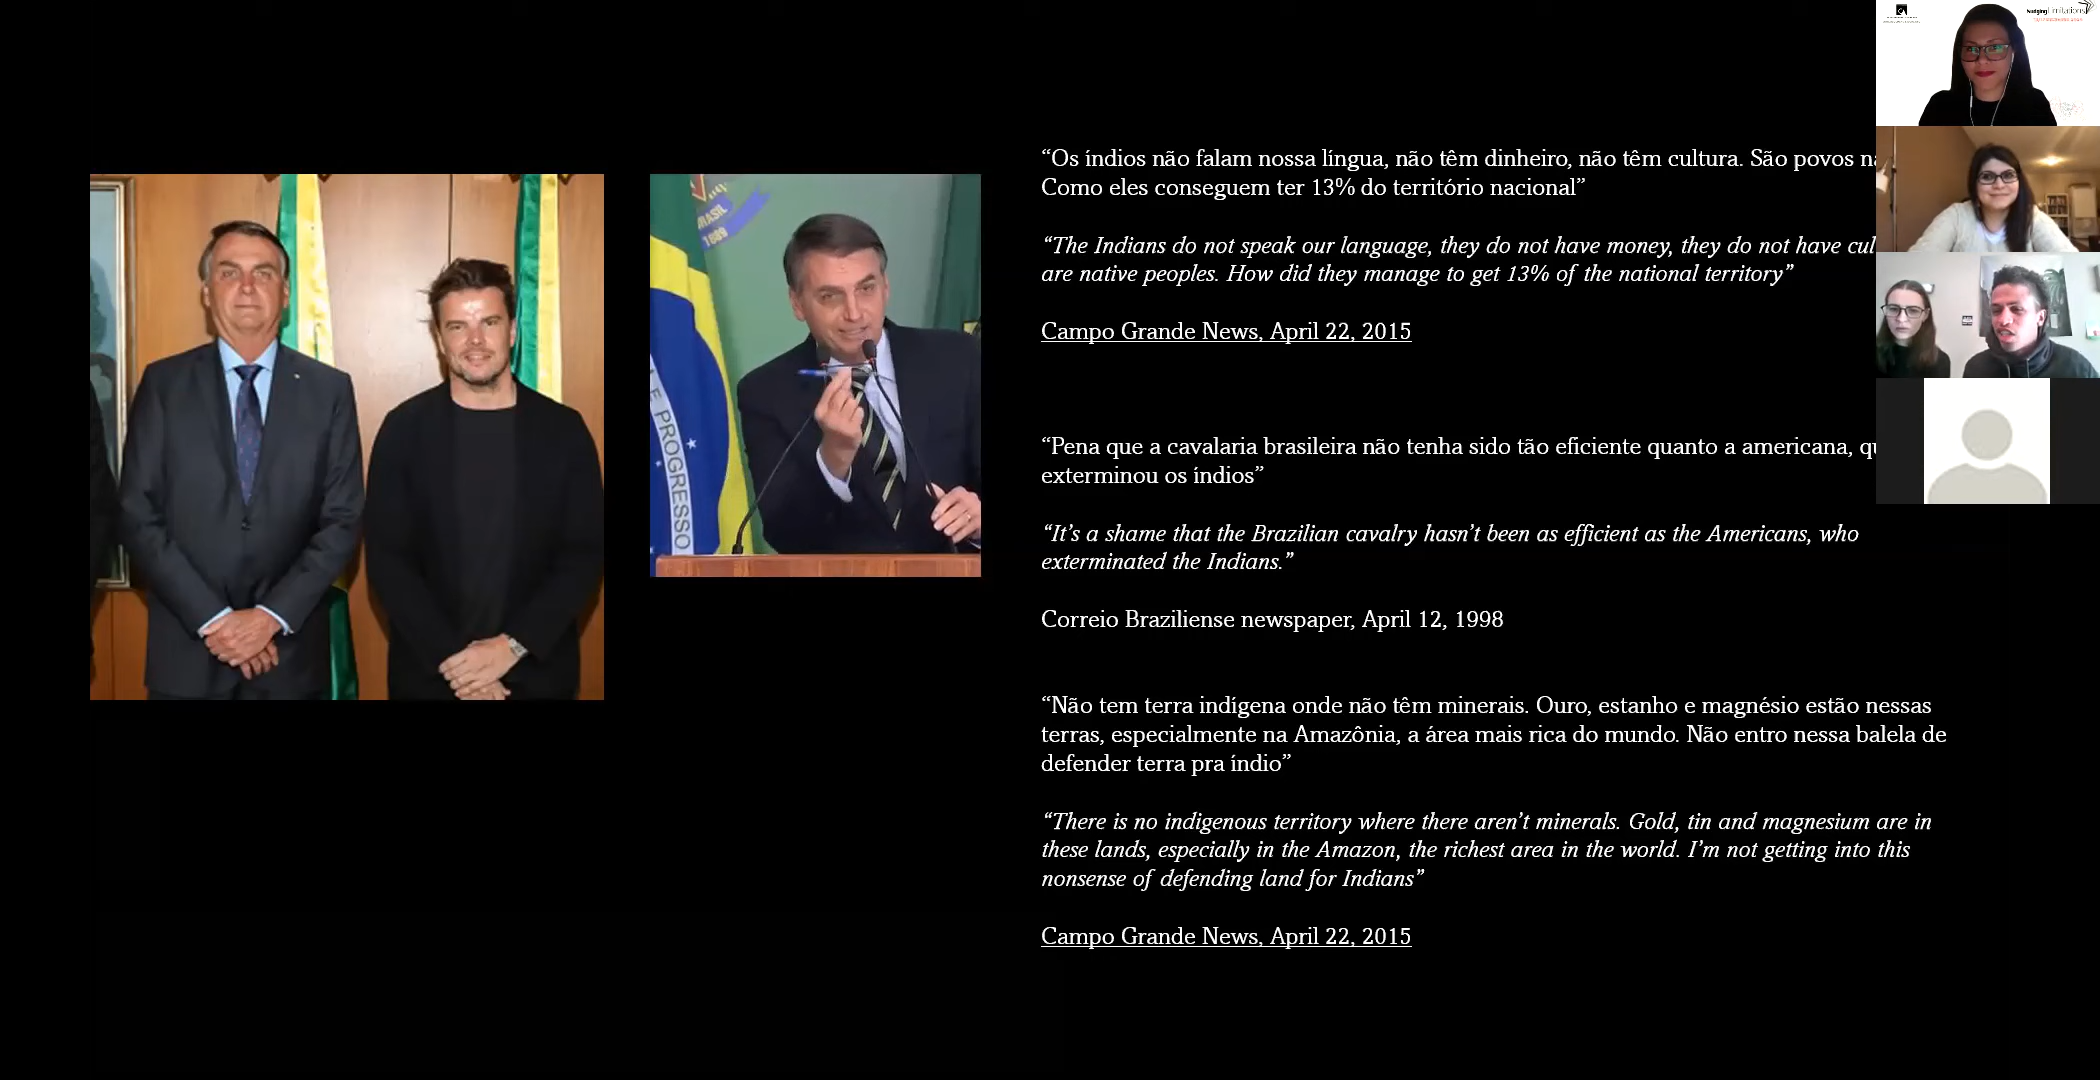 “Os índios não falam nossa língua, não têm dinheiro, não têm cultura. São povos
Como eles conseguem ter 13% do território nacional”
“The Indians do not speak our language, they do not have money, they do not have
are native peoples. How did they manage to get 13% of the national territory”
Campo Grande News, April 22, 2015
“Pena que a cavalaria brasileira não tenha sido tão eficiente quanto a americana,
exterminou os índios”
“It’s a shame that the Brazilian cavalry hasn’t been as efficient as the Americans, who
exterminated the Indians.”
Correio Braziliense newspaper, April 12, 1998
“Não tem terra indígena onde não têm minerais. Ouro, estanho e magnésio estão nessas
terras, especialmente na Amazônia, a área mais rica do mundo. Não entro nessa balela de
defender terra pra índio”
“There is no indigenous territory where there aren’t minerals. Gold, tin and magnesium are in
these lands, especially in the Amazon, the richest area in the world. I’m not getting into this
nonsense of defending land for Indians”
Campo Grande News, April 22, 2015
BRASIL
1889
E PROGRESSO
Limitations